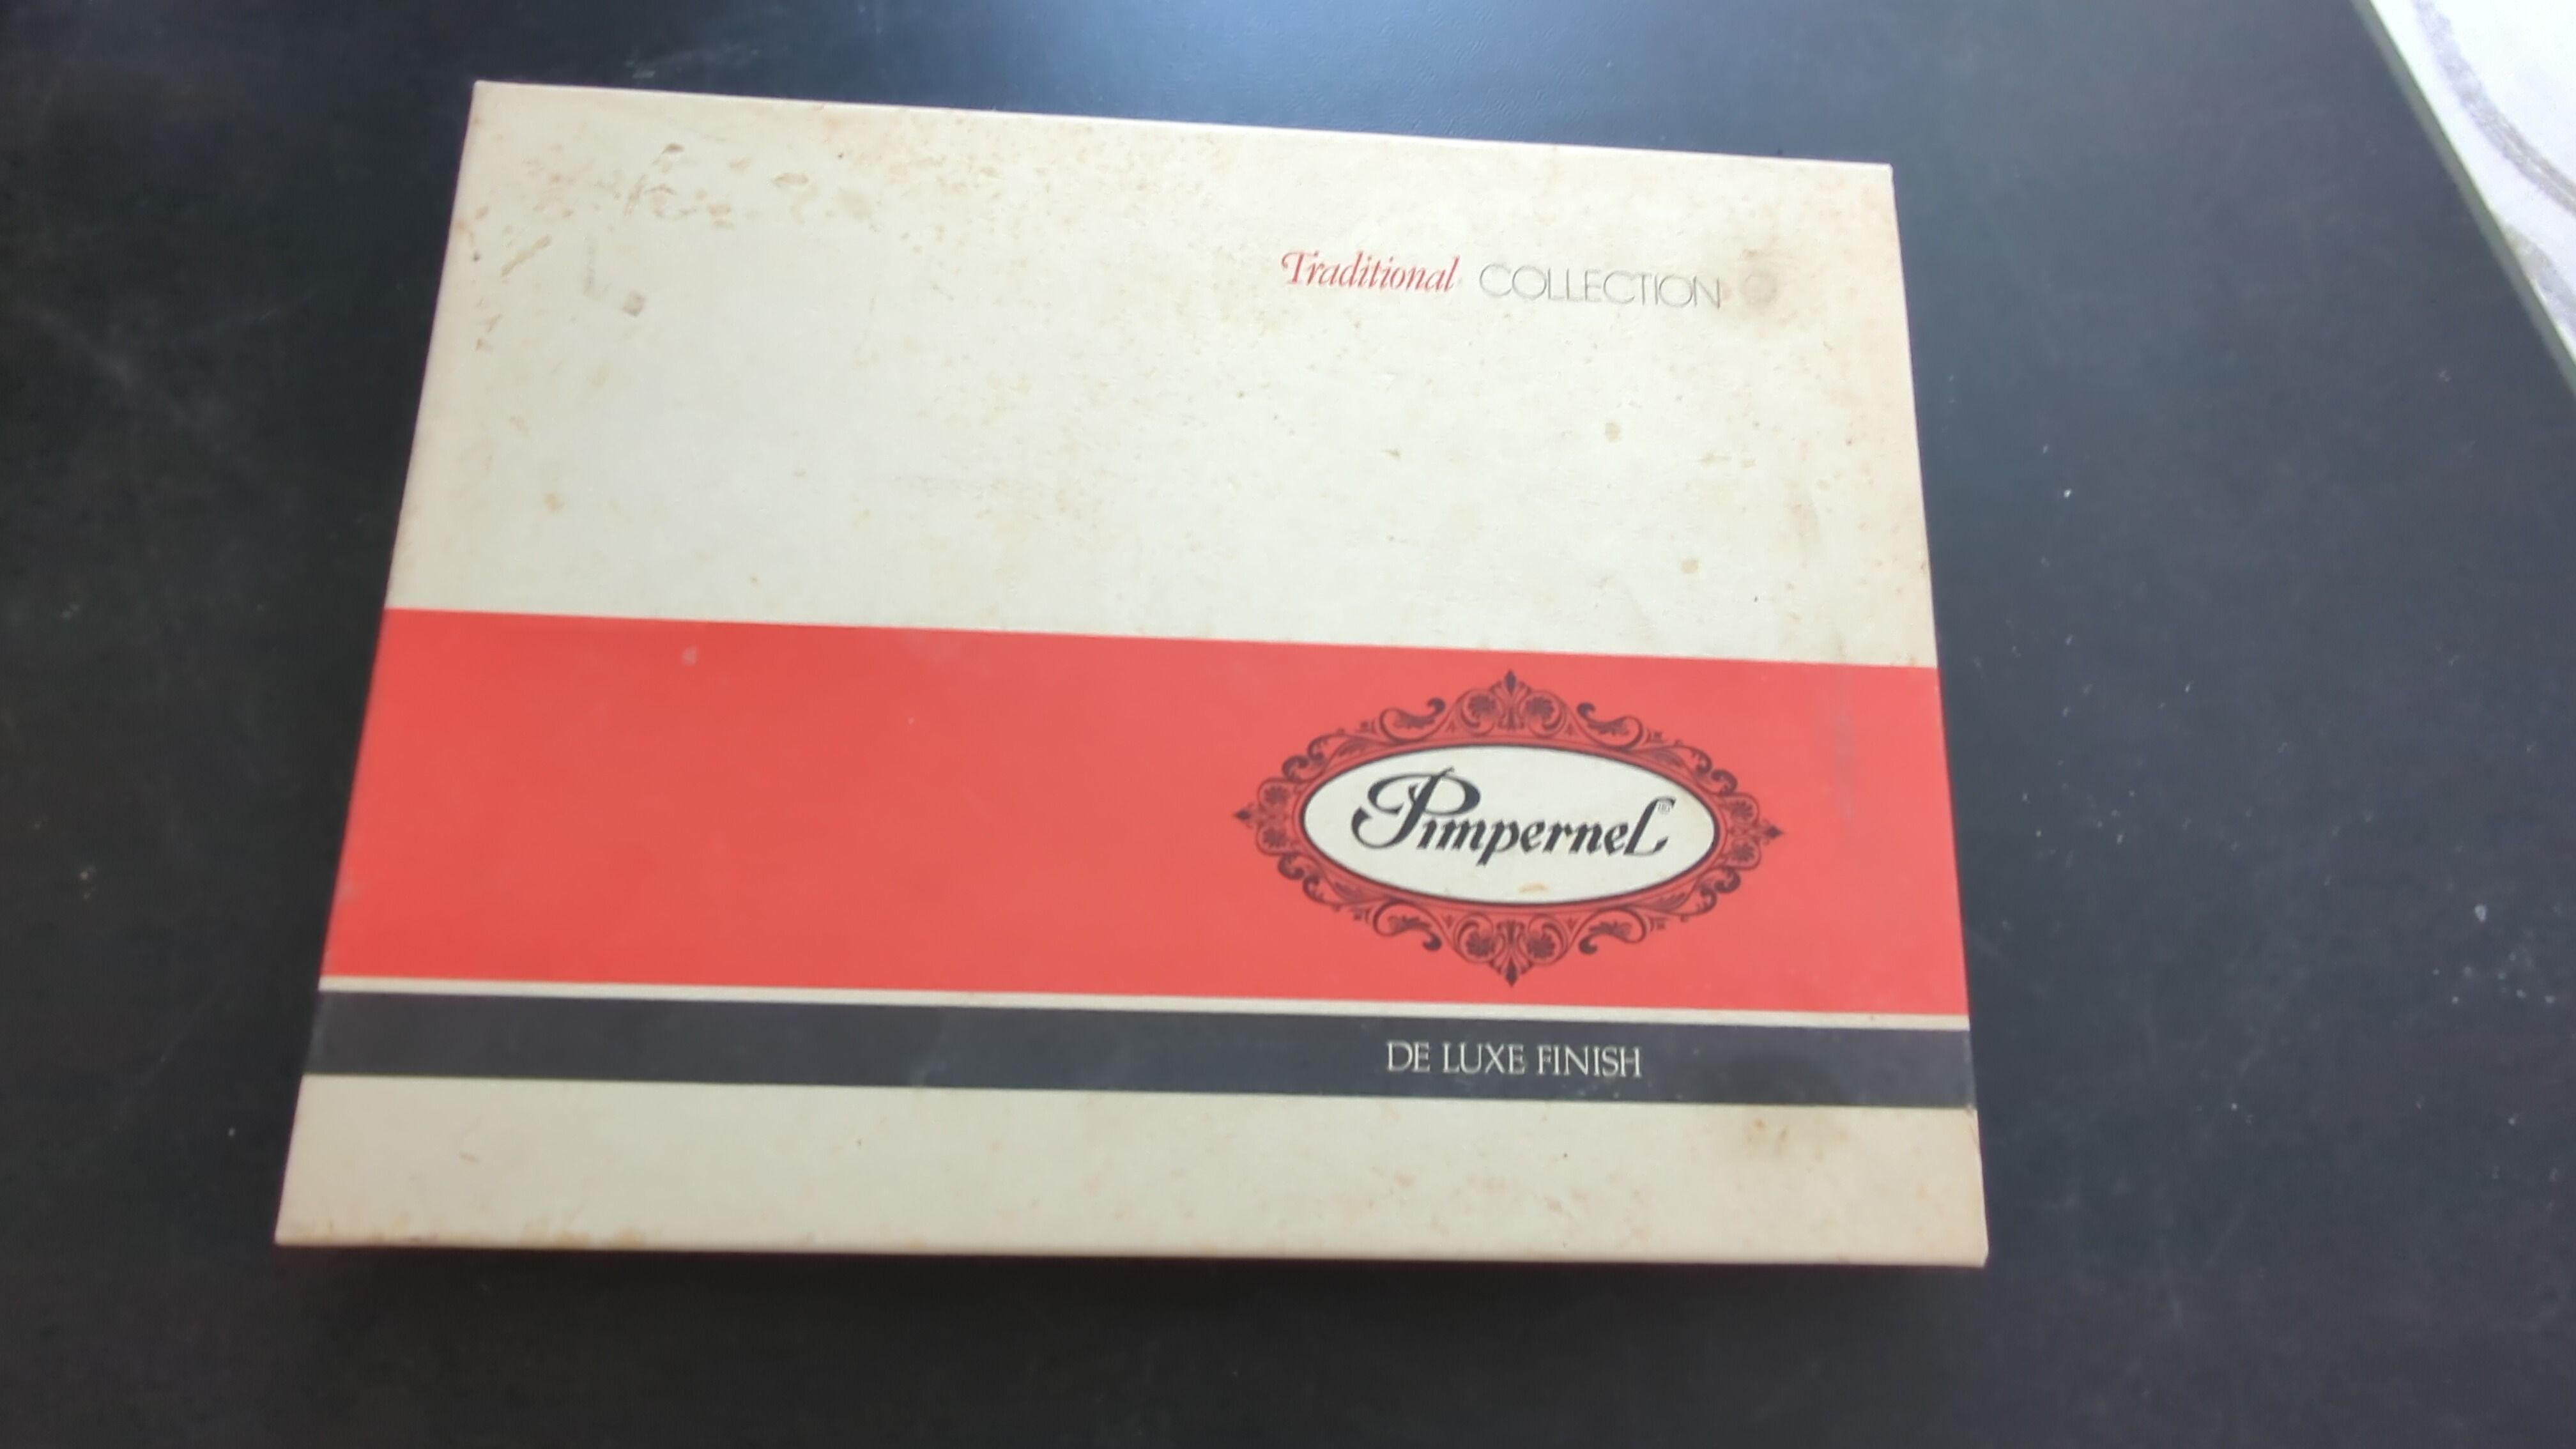 Traditional COLLECTION
Pimpernel®
DE LUXE FINISH